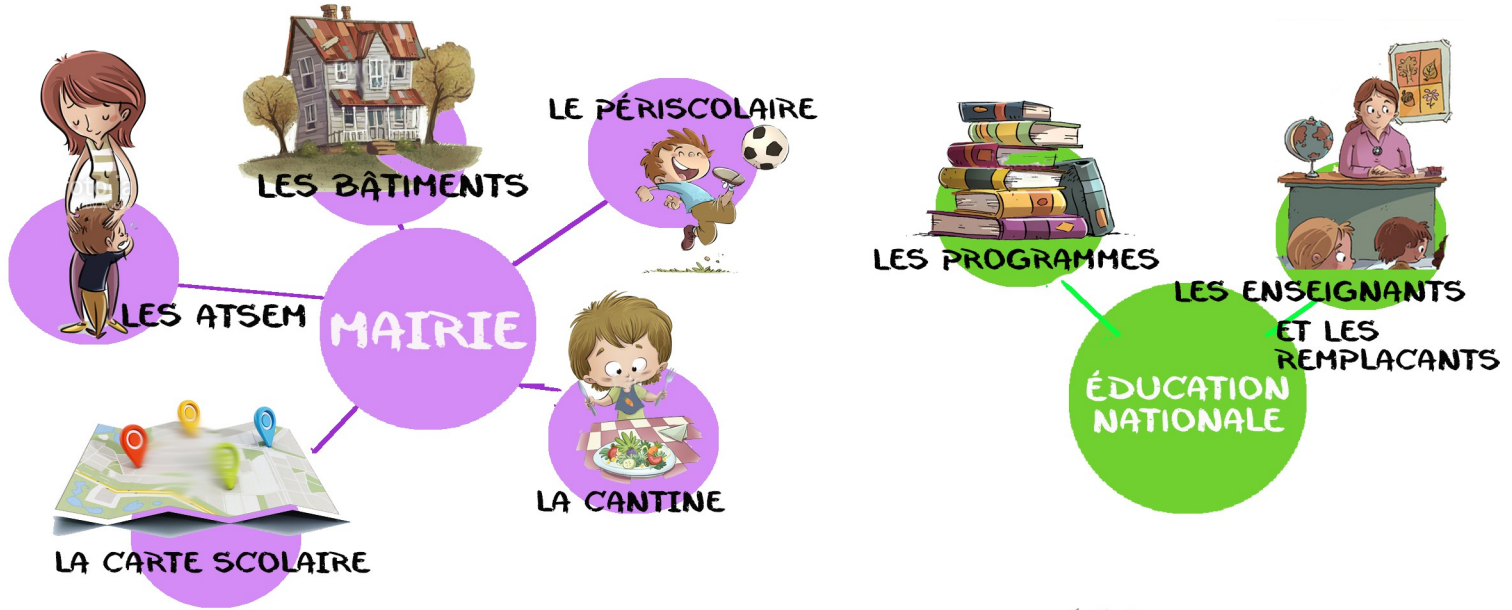 LE PÉRISCOLAIRE
LES BÂTIMENTS
LES ATSEM
MAIRIE
LA CANTINE
LA CARTE SCOLAIRE
LES PROGRAMMES
LES ENSEIGNANTS
ET LES
REMPLACANTS
ÉDUCATION
NATIONALE